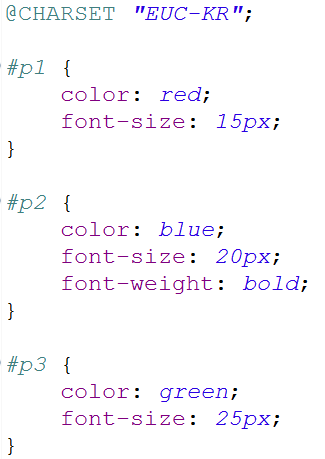 @CHARSET "EUC-KR";
#p1 {
color: red;
font-size: 15px;
}
#p2 {
color: blue;
font-size: 20px;
font-weight: bold;
}
#p3 {
color: green;
font-size: 25px;
}